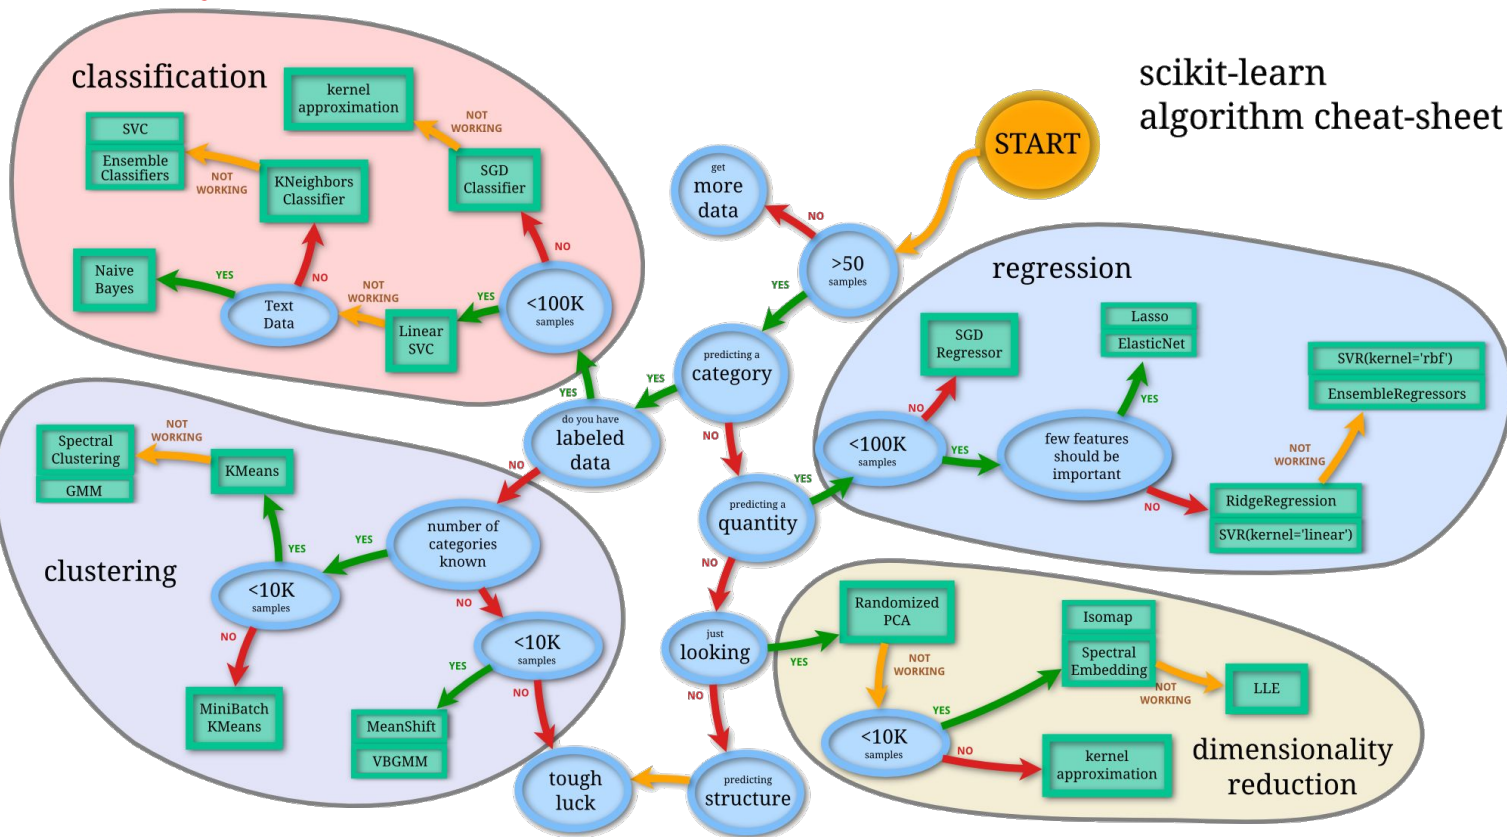 scikit-learn
algorithm cheat-sheet
START
>50
samples
NO
get
more
data
YES
predicting a
category
YES
do you have
labeled
data
YES
NO
NO
predicting a
quantity
YES
NO
just
looking
YES
NO
predicting
structure
tough
luck
classification
<100K
samples
NO
SGD
Classifier
NOT
WORKING
kernel
approximation
YES
Linear
SVC
NOT
WORKING
Text
Data
YES
Naive
Bayes
NO
KNeighbors
Classifier
NOT
WORKING
SVC
Ensemble
Classifiers
clustering
number of
categories
known
YES
<10K
samples
YES
KMeans
NOT
WORKING
Spectral
Clustering
GMM
NO
MiniBatch
KMeans
NO
<10K
samples
YES
MeanShift
VBGMM
NO
regression
<100K
samples
NO
SGD
Regressor
YES
few features
should be
important
YES
Lasso
ElasticNet
NO
RidgeRegression
SVR(kernel='linear')
NOT
WORKING
SVR(kernel='rbf')
EnsembleRegressors
dimensionality
reduction
Randomized
PCA
NOT
WORKING
<10K
samples
YES
Isomap
Spectral
Embedding
NOT
WORKING
LLE
NO
kernel
approximation